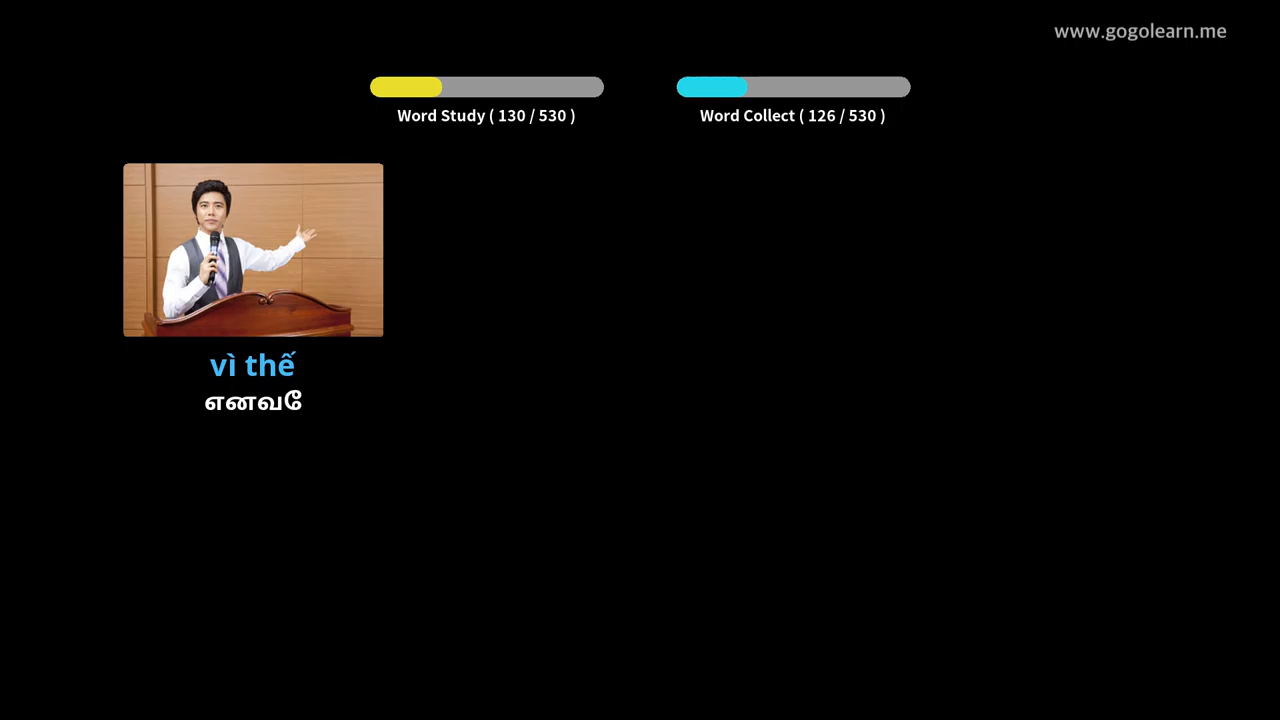 www.gogolearn.me
Word Study ( 130 / 530 )
Word Collect ( 126 / 530 )
vì thế
எனவே